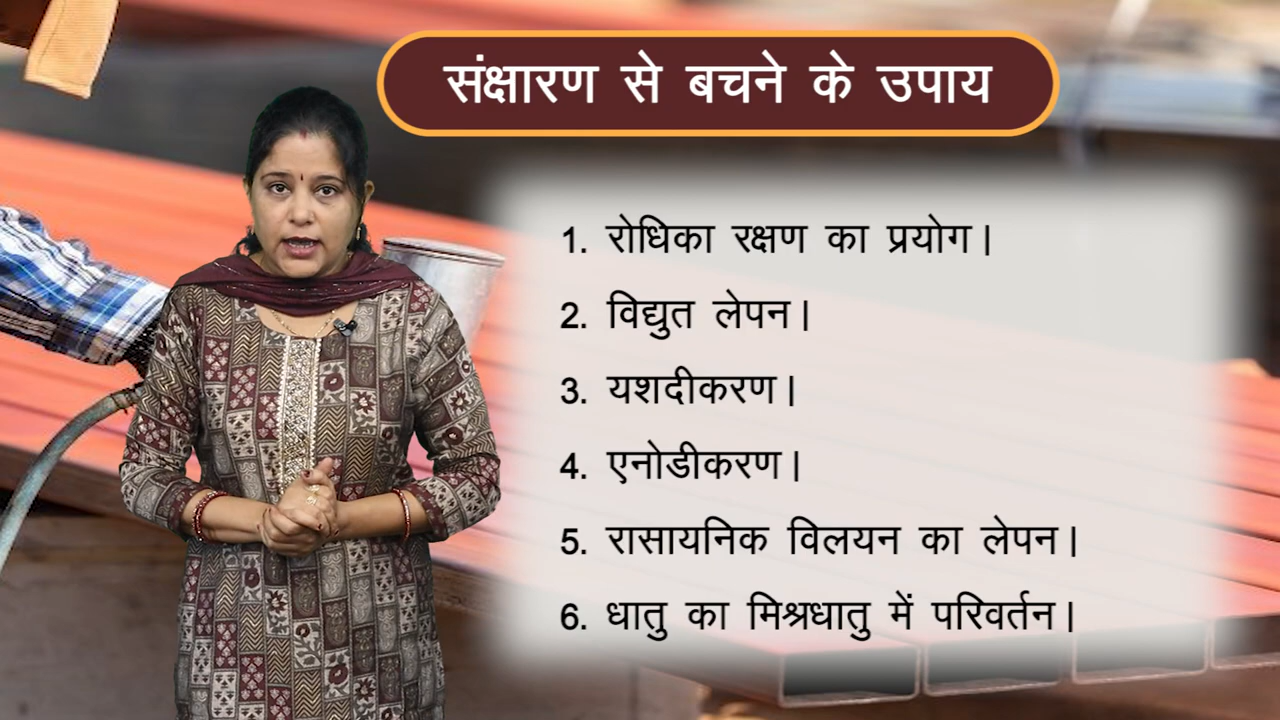 संक्षारण से बचने के उपाय
1. रोधिका रक्षण का प्रयोग।
2. विद्युत लेपन।
3. यशदीकरण।
4. एनोडीकरण।
5. रासायनिक विलयन का लेपन।
6. धातु का मिश्रधातु में परिवर्तन।